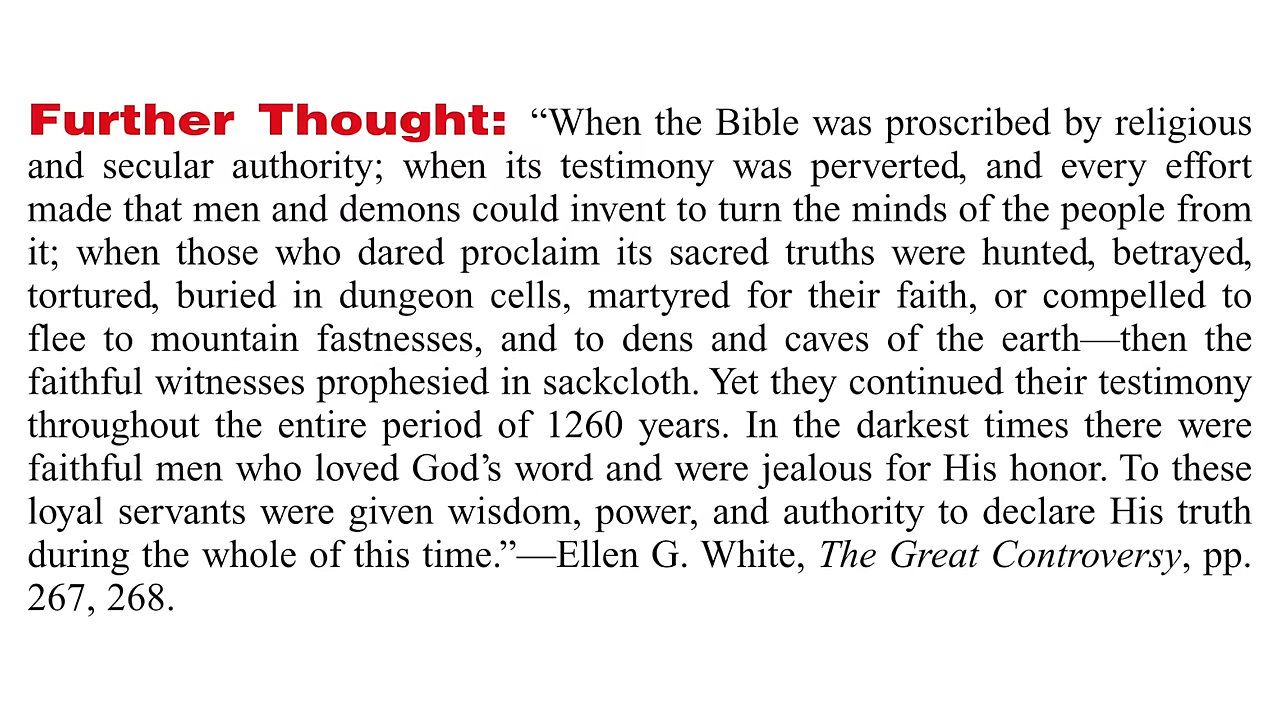 Further Thought: “When the Bible was proscribed by religious
and secular authority; when its testimony was perverted, and every effort
made that men and demons could invent to turn the minds of the people from
it; when those who dared proclaim its sacred truths were hunted, betrayed,
tortured, buried in dungeon cells, martyred for their faith, or compelled to
flee to mountain fastnesses, and to dens and caves of the earth—then the
faithful witnesses prophesied in sackcloth. Yet they continued their testimony
throughout the entire period of 1260 years. In the darkest times there were
faithful men who loved God’s word and were jealous for His honor. To these
loyal servants were given wisdom, power, and authority to declare His truth
during the whole of this time.”—Ellen G. White, The Great Controversy, pp.
267, 268.